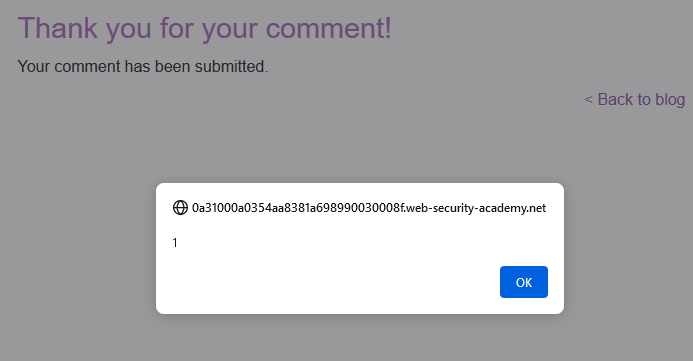 Thank you for your comment!
Your comment has been submitted.
< Back to blog
0a31000a0354aa8381a698990030008f.web-security-academy.net
1
OK